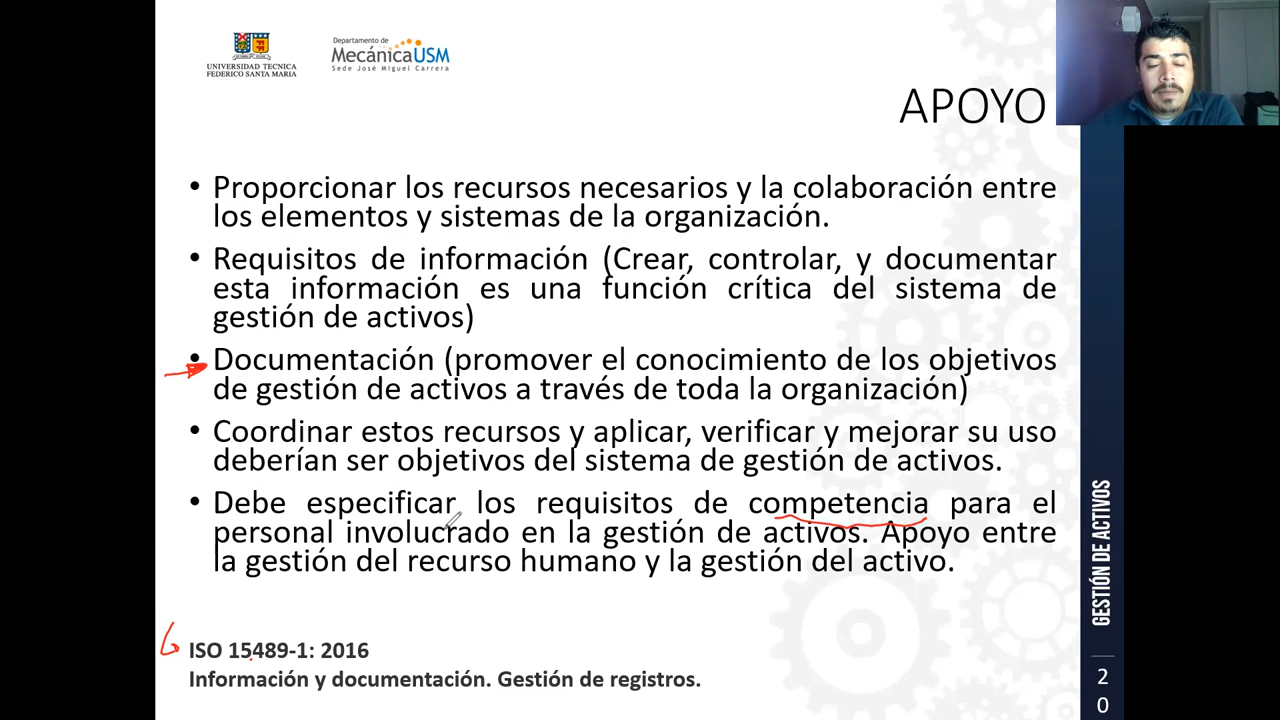 UNIVERSIDAD TECNICA
FEDERICO SANTA MARIA
Departamento de
MecánicaUSM
Sede José Miguel Carrera
APOYO
• Proporcionar los recursos necesarios y la colaboración entre
los elementos y sistemas de la organización.
• Requisitos de información (Crear, controlar, y documentar
esta información es una función crítica del sistema de
gestión de activos)
• Documentación (promover el conocimiento de los objetivos
de gestión de activos a través de toda la organización)
• Coordinar estos recursos y aplicar, verificar y mejorar su uso
deberían ser objetivos del sistema de gestión de activos.
• Debe especificar los requisitos de competencia para el
personal involucrado en la gestión de activos. Apoyo entre
la gestión del recurso humano y la gestión del activo.
ISO 15489-1: 2016
Información y documentación. Gestión de registros.
GESTIÓN DE ACTIVOS
2
0